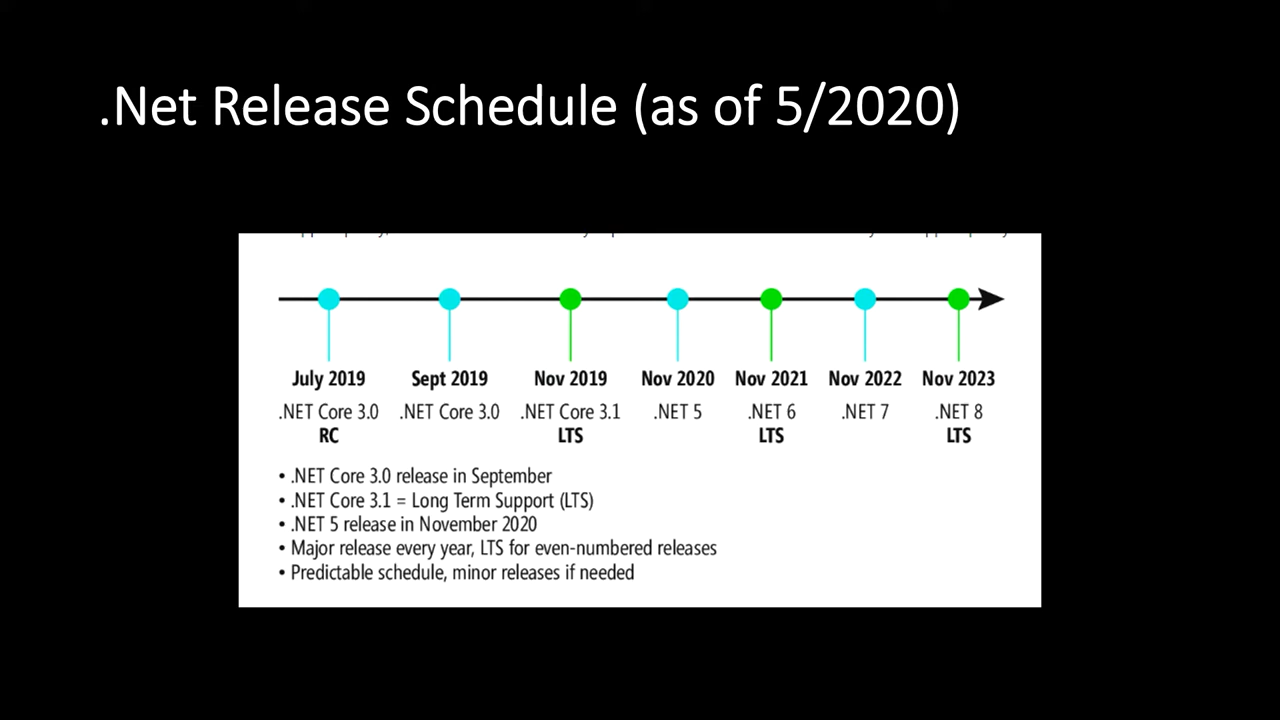 .Net Release Schedule (as of 5/2020)
July 2019 Sept 2019 Nov 2019 Nov 2020 Nov 2021 Nov 2022 Nov 2023
.NET Core 3.0 .NET Core 3.0 .NET Core 3.1 .NET 5 .NET 6 .NET 7 .NET 8
RC LTS LTS LTS
• .NET Core 3.0 release in September
• .NET Core 3.1 = Long Term Support (LTS)
• .NET 5 release in November 2020
• Major release every year, LTS for even-numbered releases
• Predictable schedule, minor releases if needed